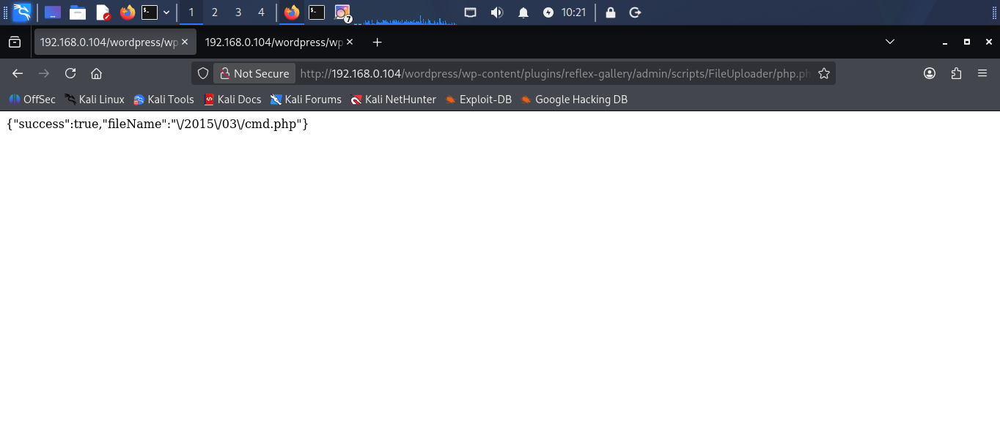 1 2 3 4 7 10:21
192.168.0.104/wordpress/wp 192.168.0.104/wordpress/wp
Not Secure http://192.168.0.104/wordpress/wp-content/plugins/reflex-gallery/admin/scripts/FileUploader/php.ph
OffSec Kali Linux Kali Tools Kali Docs Kali Forums Kali NetHunter Exploit-DB Google Hacking DB
{"success":true,"fileName":"\/2015\/03\/cmd.php"}